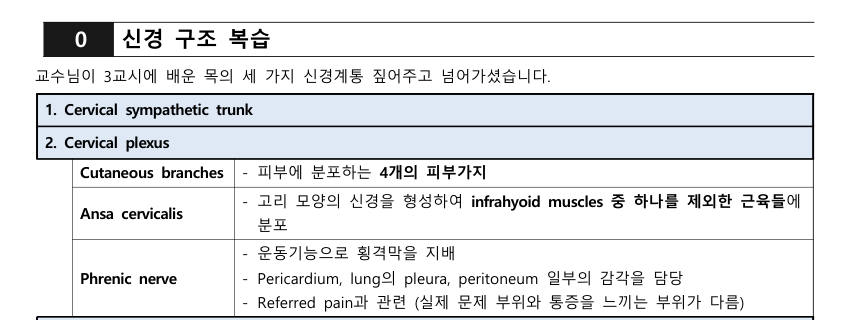 0 신경 구조 복습
교수님이 3교시에 배운 목의 세 가지 신경계통 짚어주고 넘어가셨습니다.
1. Cervical sympathetic trunk
2. Cervical plexus
Cutaneous branches - 피부에 분포하는 4개의 피부가지
Ansa cervicalis - 고리 모양의 신경을 형성하여 infrahyoid muscles 중 하나를 제외한 근육들에
분포
Phrenic nerve - 운동기능으로 횡격막을 지배
- Pericardium, lung의 pleura, peritoneum 일부의 감각을 담당
- Referred pain과 관련 (실제 문제 부위와 통증을 느끼는 부위가 다름)